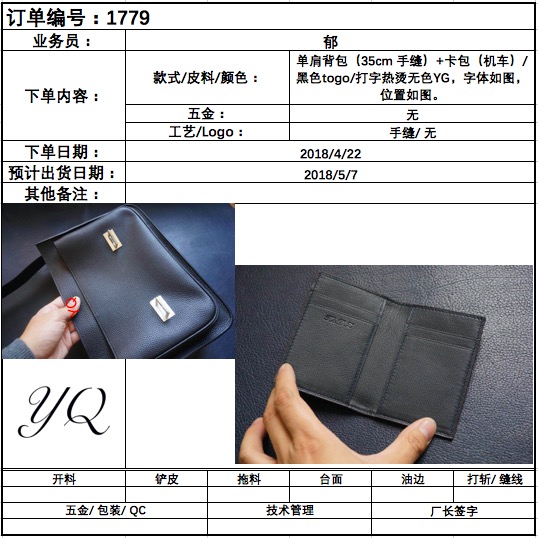 订单编号：1779
业务员：
郁
下单内容：
款式/皮料/颜色：
单肩背包（35cm 手缝）+卡包（机车）/
黑色togo/打字热烫无色YG，字体如图，
位置如图。
五金：
无
工艺/Logo：
手缝/ 无
下单日期：
2018/4/22
预计出货日期：
2018/5/7
其他备注：
YQ
开料
铲皮
拖料
台面
油边
打斩/ 缝线
五金/ 包装/ QC
技术管理
厂长签字